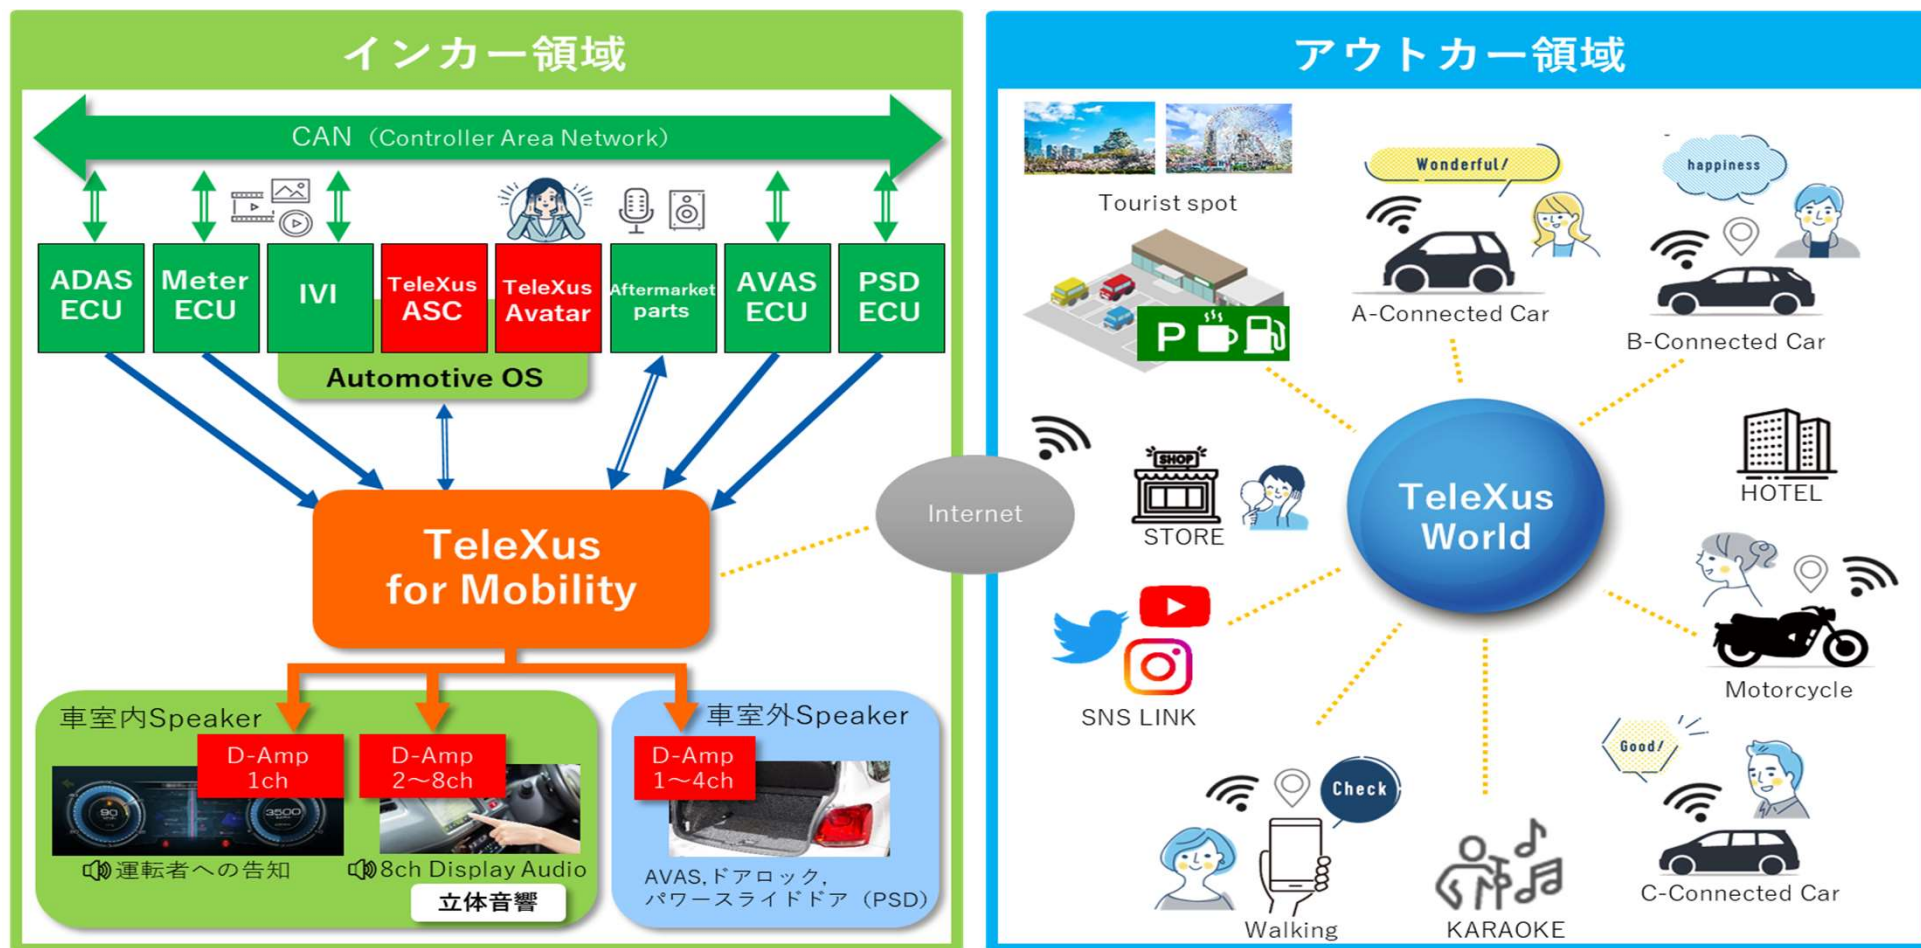 インカー領域
CAN（Controller Area Network）
ADAS
ECU
Meter
ECU
IVI
TeleXus
ASC
TeleXus
Avatar
Aftermarket
parts
AVAS
ECU
PSD
ECU
Automotive OS
TeleXus
for Mobility
Internet
車室内Speaker
D-Amp
1ch
D-Amp
2～8ch
90
3500
運転者への告知
8ch Display Audio
立体音響
車室外Speaker
D-Amp
1～4ch
AVAS,ドアロック,
パワースライドドア（PSD）
アウトカー領域
Tourist spot
P
Wonderful!
A-Connected Car
happiness
B-Connected Car
SHOP
STORE
TeleXus
World
HOTEL
SNS LINK
Motorcycle
Check
Walking
KARAOKE
Good!
C-Connected Car